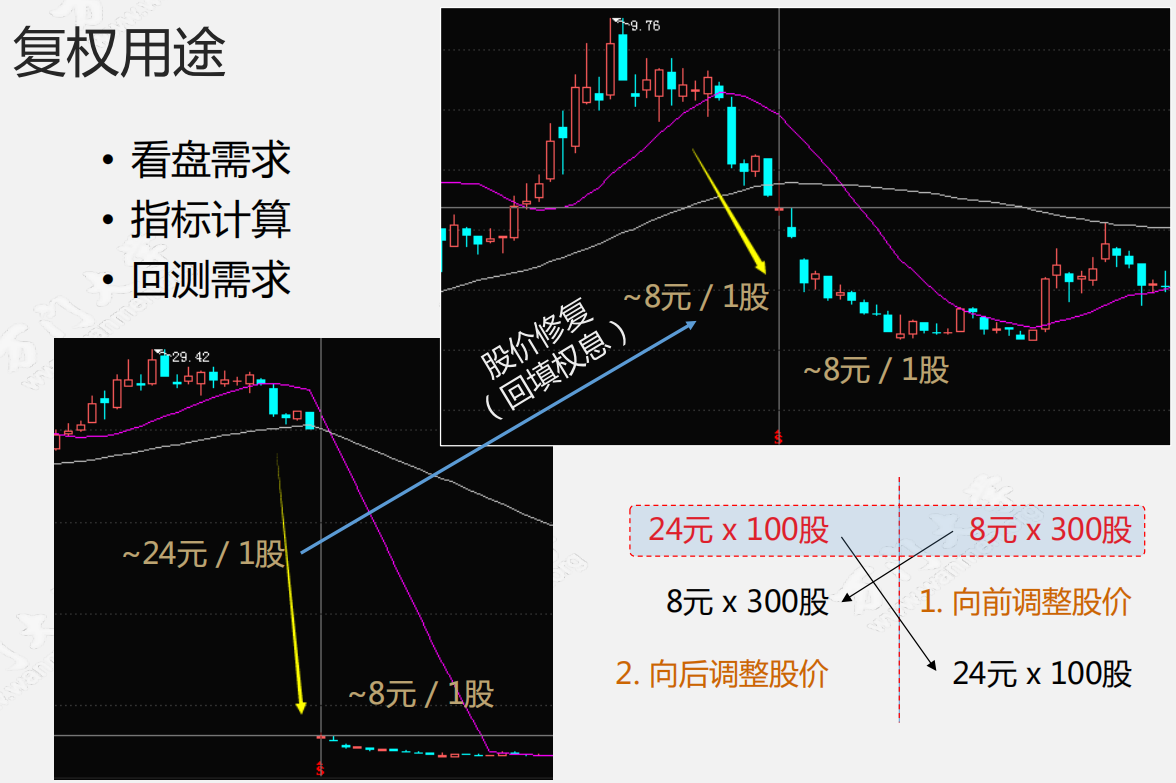 复权用途
• 看盘需求
• 指标计算
• 回测需求
9.76
~8元 / 1股
~8元 / 1股
股价修复
（回填权息）
$
29.42
~24元 / 1股
~8元 / 1股
$
24元 x 100股
8元 x 300股
8元 x 300股
1. 向前调整股价
2. 向后调整股价
24元 x 100股